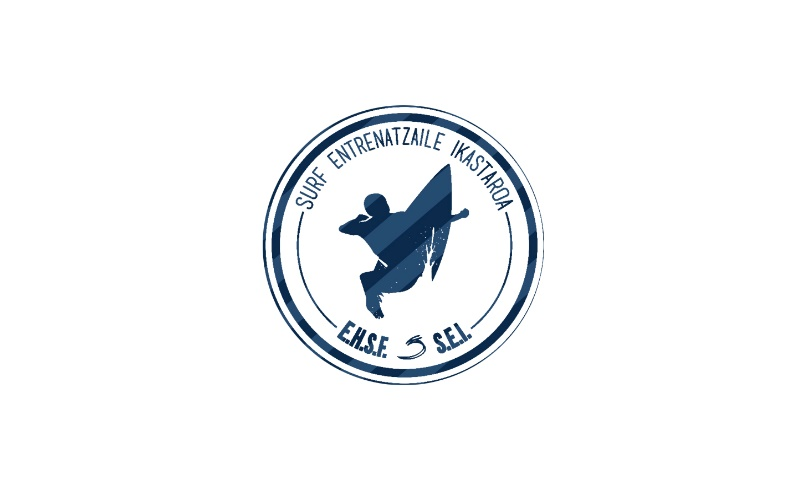 SURF ENTRENATZAILE IKASTAROA
E.H.S.F. S.E.I.